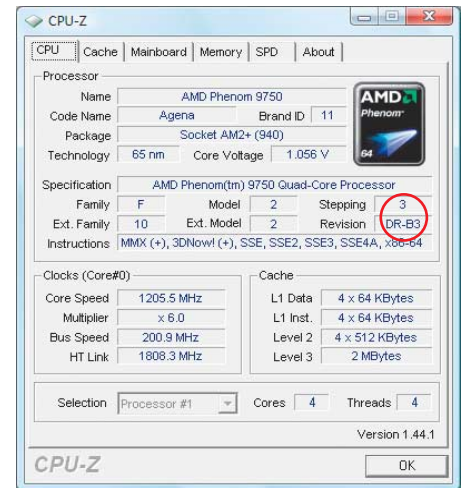 CPU-Z
CPU Cache Mainboard Memory SPD About
Processor
Name AMD Phenom 9750
Code Name Agena Brand ID 11
Package Socket AM2+ (940)
Technology 65 nm Core Voltage 1.056 V
AMD
Phenom
64
Specification AMD Phenom(tm) 9750 Quad-Core Processor
Family F Model 2 Stepping 3
Ext. Family 10 Ext. Model 2 Revision DR-B3
Instructions MMX (+), 3DNow! (+), SSE, SSE2, SSE3, SSE4A, x86-64
Clocks (Core#0)
Core Speed 1205.5 MHz
Multiplier x 6.0
Bus Speed 200.9 MHz
HT Link 1808.3 MHz
Cache
L1 Data 4 x 64 KBytes
L1 Inst. 4 x 64 KBytes
Level 2 4 x 512 KBytes
Level 3 2 MBytes
Selection Processor #1 Cores 4 Threads 4
Version 1.44.1
CPU-Z OK